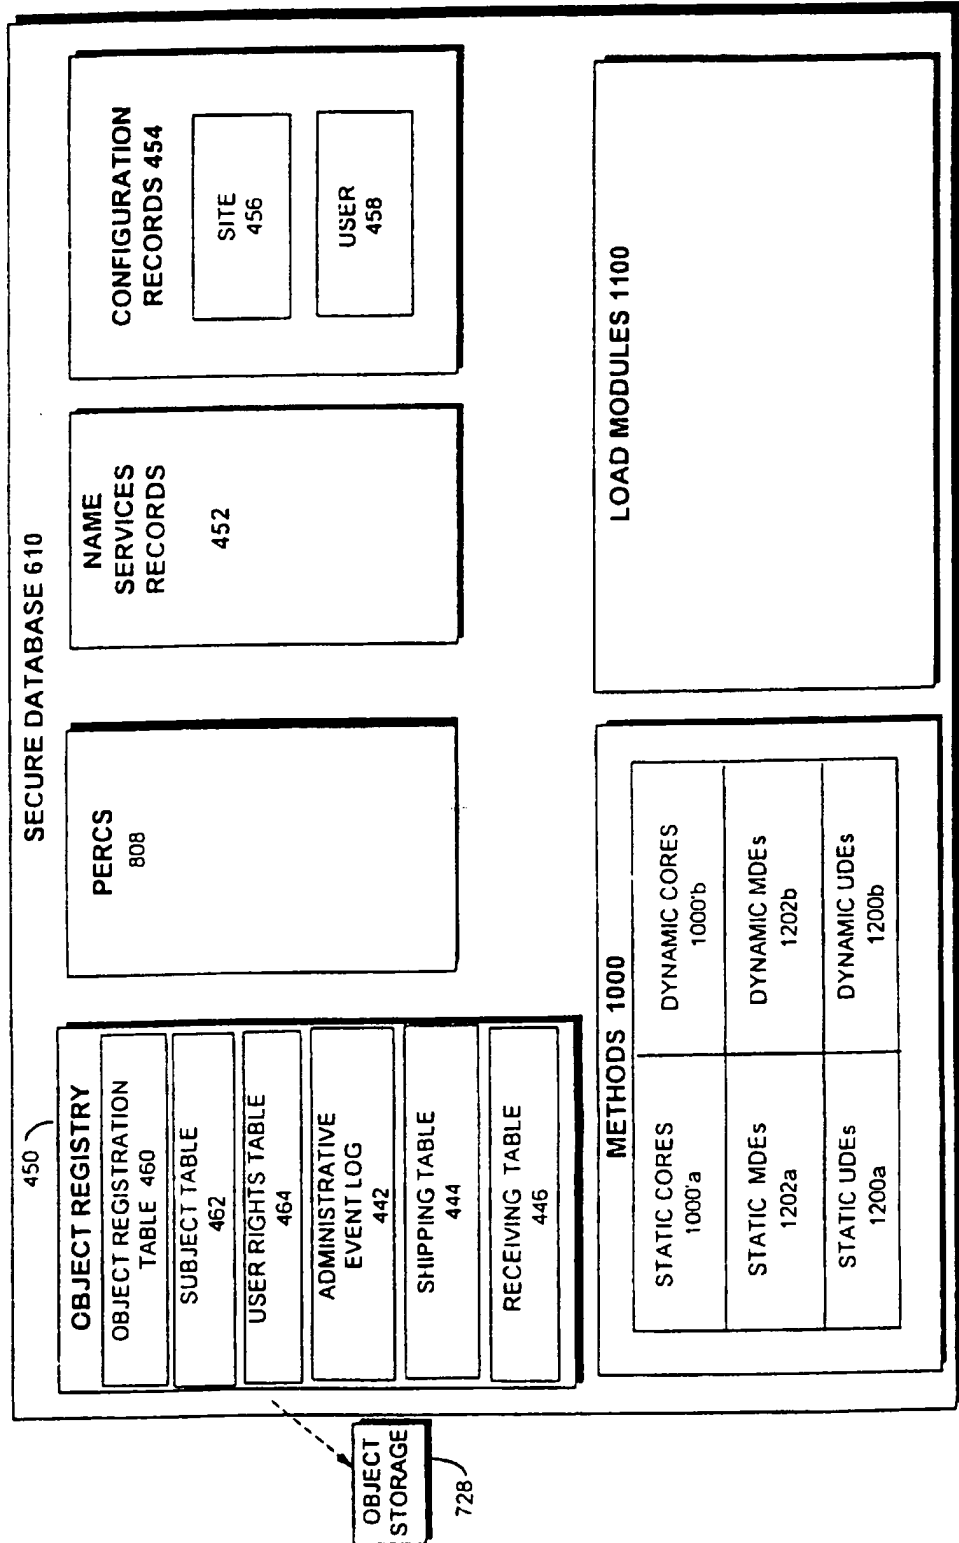 SECURE DATABASE 610
450
OBJECT REGISTRY
OBJECT REGISTRATION
TABLE 460
SUBJECT TABLE
462
USER RIGHTS TABLE
464
ADMINISTRATIVE
EVENT LOG
442
SHIPPING TABLE
444
RECEIVING TABLE
446
PERCS
808
NAME
SERVICES
RECORDS
452
CONFIGURATION
RECORDS 454
SITE
456
USER
458
OBJECT
STORAGE
728
METHODS 1000
STATIC CORES
1000'a
DYNAMIC CORES
1000'b
STATIC MDEs
1202a
DYNAMIC MDEs
1202b
STATIC UDEs
1200a
DYNAMIC UDEs
1200b
LOAD MODULES 1100